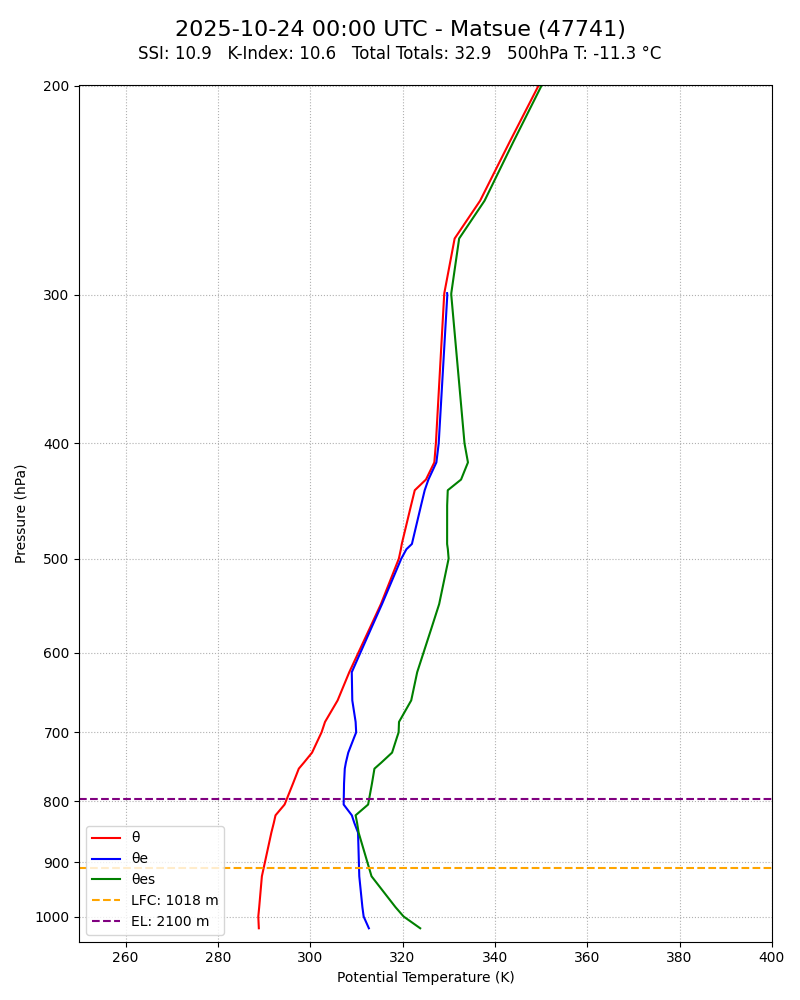 2025-10-24 00:00 UTC - Matsue (47741)
SSI: 10.9   K-Index: 10.6   Total Totals: 32.9   500hPa T: -11.3 °C
200
300
400
500
600
700
800
900
1000
Pressure (hPa)
θ
θe
θes
LFC: 1018 m
EL: 2100 m
260 280 300 320 340 360 380 400
Potential Temperature (K)